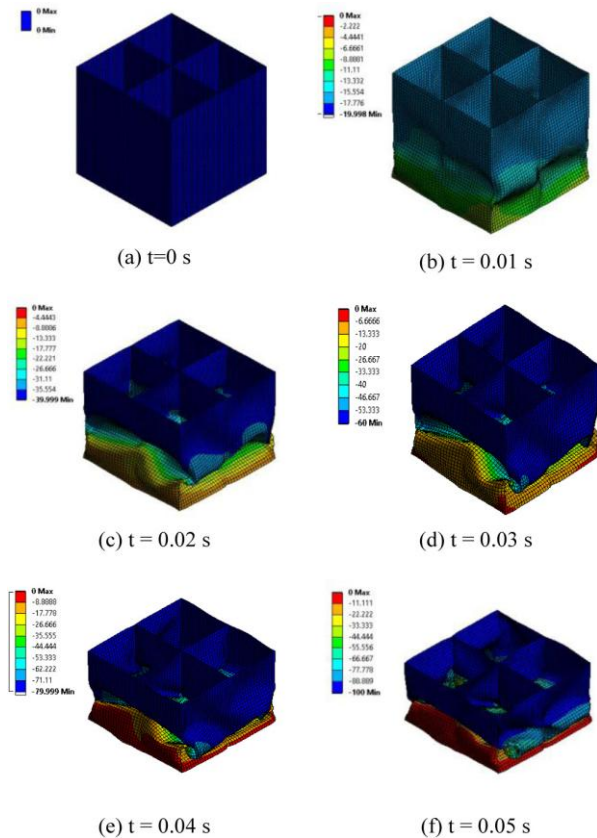 0 Max
0 Min
(a) t=0 s
0 Max
-2.222
-4.4441
-6.6661
-8.8881
-11.11
-13.332
-15.554
-17.776
-19.998 Min
(b) t = 0.01 s
0 Max
-4.4443
-8.8886
-13.333
-17.777
-22.221
-26.666
-31.11
-35.554
-39.999 Min
(c) t = 0.02 s
0 Max
-6.6666
-13.333
-20
-26.667
-33.333
-40
-46.667
-53.333
-60 Min
(d) t = 0.03 s
0 Max
-8.8888
-17.778
-26.666
-35.555
-44.444
-53.333
-62.222
-71.11
-79.999 Min
(e) t = 0.04 s
0 Max
-11.111
-22.222
-33.333
-44.444
-55.556
-66.667
-77.778
-88.889
-100 Min
(f) t = 0.05 s